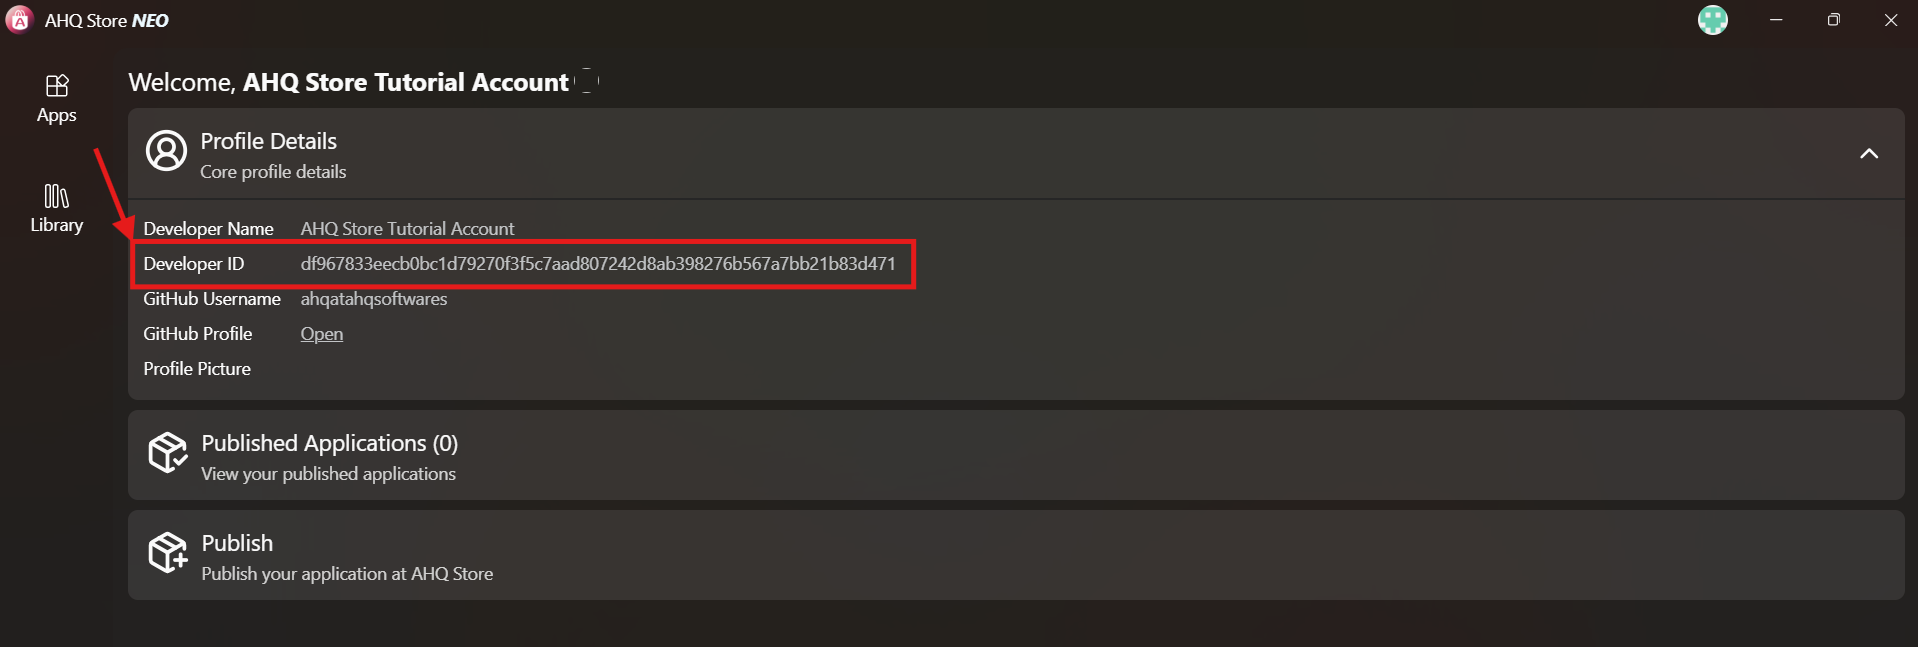 AHQ Store NEO
Apps
Library
Welcome, AHQ Store Tutorial Account
Profile Details
Core profile details
Developer Name AHQ Store Tutorial Account
Developer ID df967833eecb0bc1d79270f3f5c7aad807242d8ab398276b567a7bb21b83d471
GitHub Username ahqatahqsoftwares
GitHub Profile Open
Profile Picture
Published Applications (0)
View your published applications
Publish
Publish your application at AHQ Store